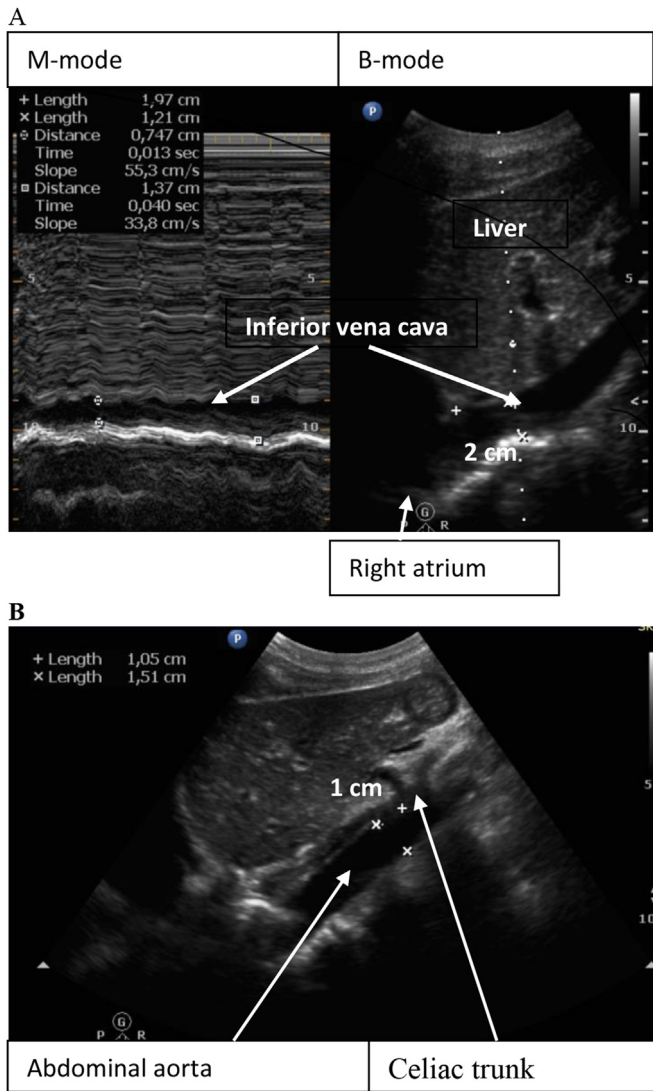 A
M-mode
B-mode
+ Length 1,97 cm
× Length 1,21 cm
Distance 0,747 cm
Time 0,013 sec
Slope 55,3 cm/s
Distance 1,37 cm
Time 0,040 sec
Slope 33,8 cm/s
P
Liver
5
5
Inferior vena cava
<
10
10
2 cm
G
P R
Right atrium
B
P
+ Length 1,05 cm
× Length 1,51 cm
5
1 cm
10
G
P R
Abdominal aorta
Celiac trunk